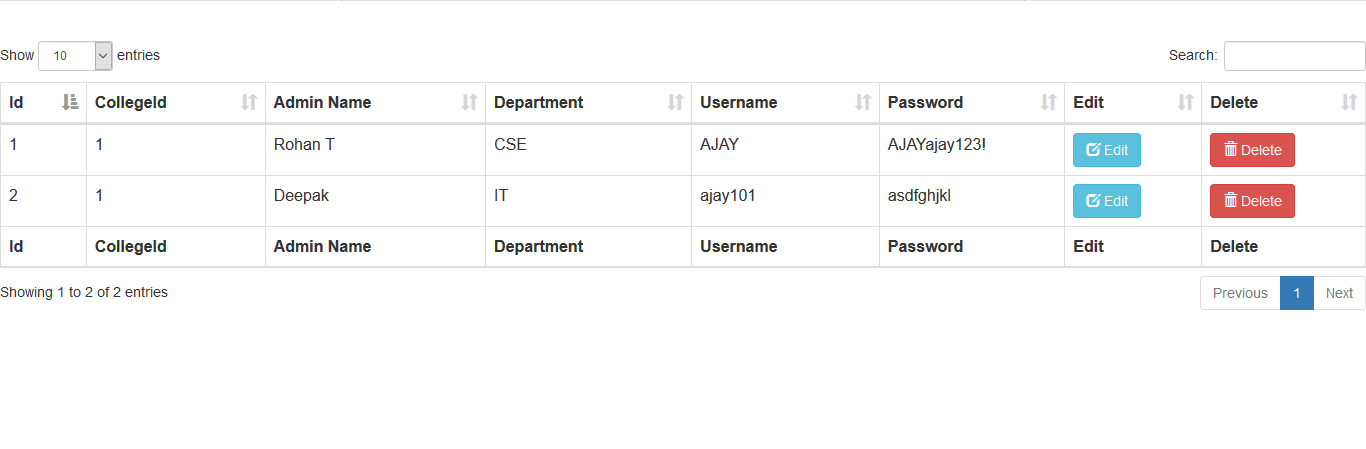 Show 10 entries Search:
Id CollegeId Admin Name Department Username Password Edit Delete
1 1 Rohan T CSE AJAY AJAYajay123! Edit Delete
2 1 Deepak IT ajay101 asdfghjkl Edit Delete
Id CollegeId Admin Name Department Username Password Edit Delete
Showing 1 to 2 of 2 entries Previous 1 Next